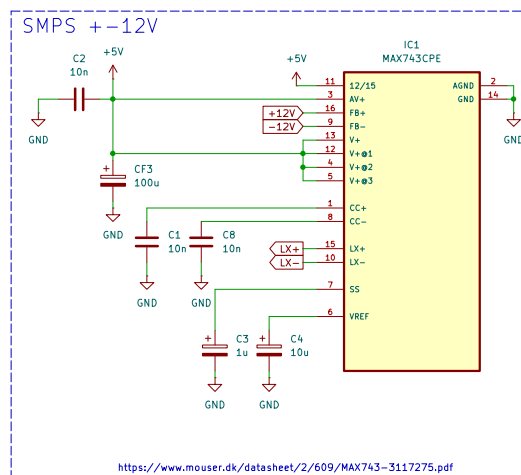 SMPS +-12V
C2
10n
+5V
+5V
IC1
MAX743CPE
11
12/15
AGND
2
3
AV+
GND
14
+12V
16
FB+
-12V
9
FB-
GND
GND
13
V+
12
V+@1
4
V+@2
5
V+@3
CF3
100u
GND
1
CC+
8
CC-
C1
10n
C8
10n
LX+
15
LX+
LX-
10
LX-
GND
GND
7
SS
6
VREF
C3
1u
C4
10u
GND
GND
https://www.mouser.dk/datasheet/2/609/MAX743-3117275.pdf